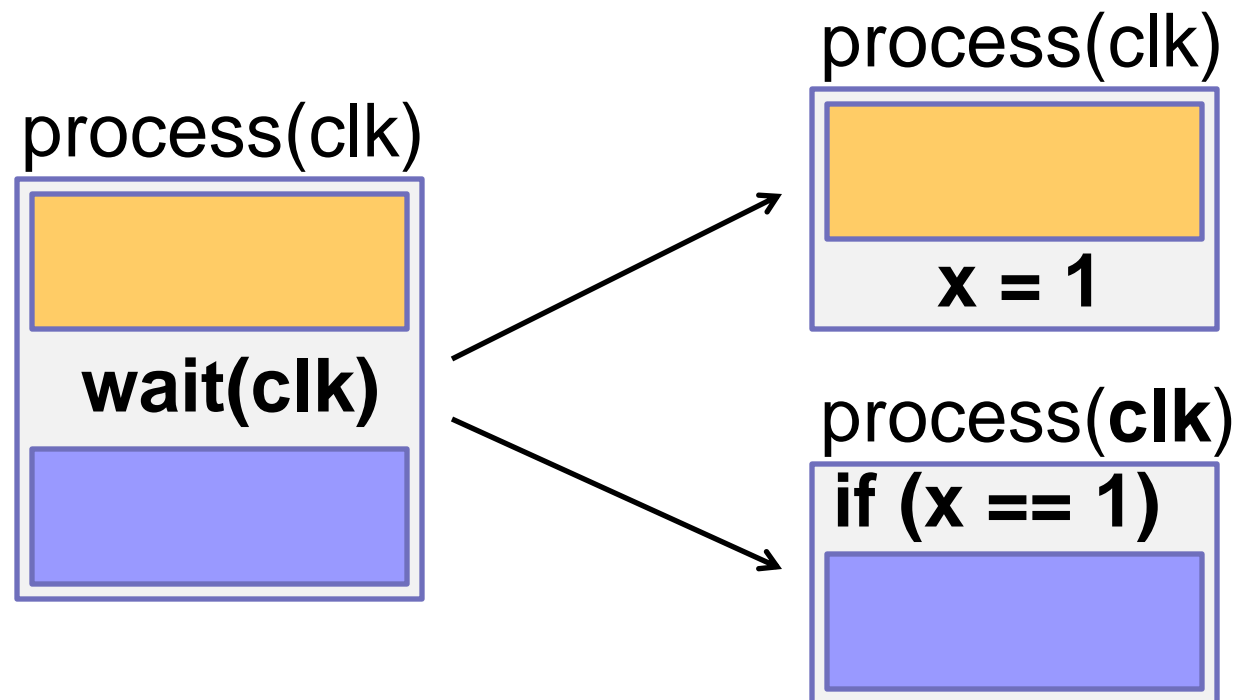 process(clk)
wait(clk)
process(clk)
x = 1
process(clk)
if (x == 1)